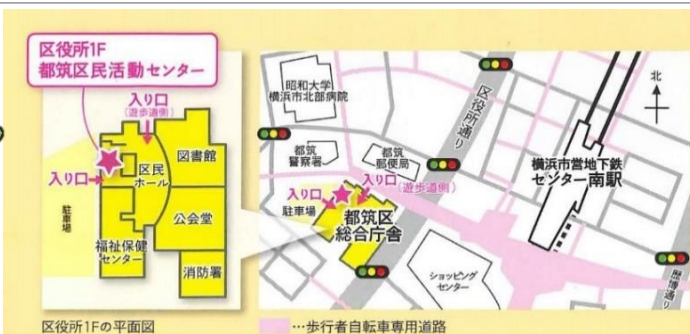 区役所1F
都筑区民活動センター
入り口
(遊歩道側)
図書館
区民
ホール
入り口
駐車場
公会堂
福祉保健
センター
消防署
区役所1Fの平面図
昭和大学
横浜市北部病院
区役所通り
北
都筑
警察署
都筑
郵便局
横浜市営地下鉄
センター南駅
入り口
入り口
(遊歩道側)
駐車場
都筑区
総合庁舎
ショッピング
センター
歴博通り
…歩行者自転車専用道路